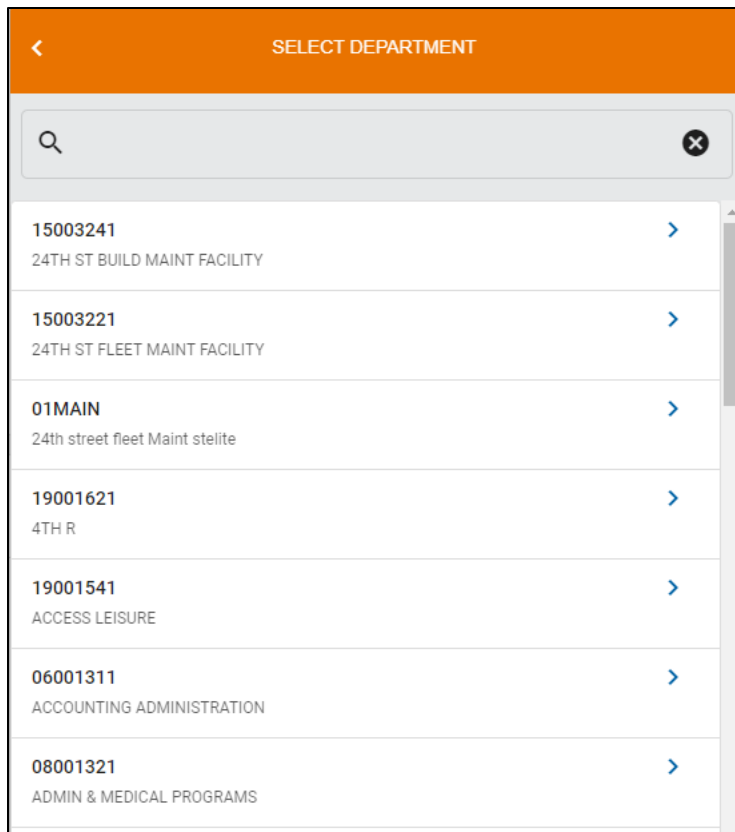 SELECT DEPARTMENT
15003241
24TH ST BUILD MAINT FACILITY
15003221
24TH ST FLEET MAINT FACILITY
01MAIN
24th street fleet Maint stelite
19001621
4TH R
19001541
ACCESS LEISURE
06001311
ACCOUNTING ADMINISTRATION
08001321
ADMIN & MEDICAL PROGRAMS